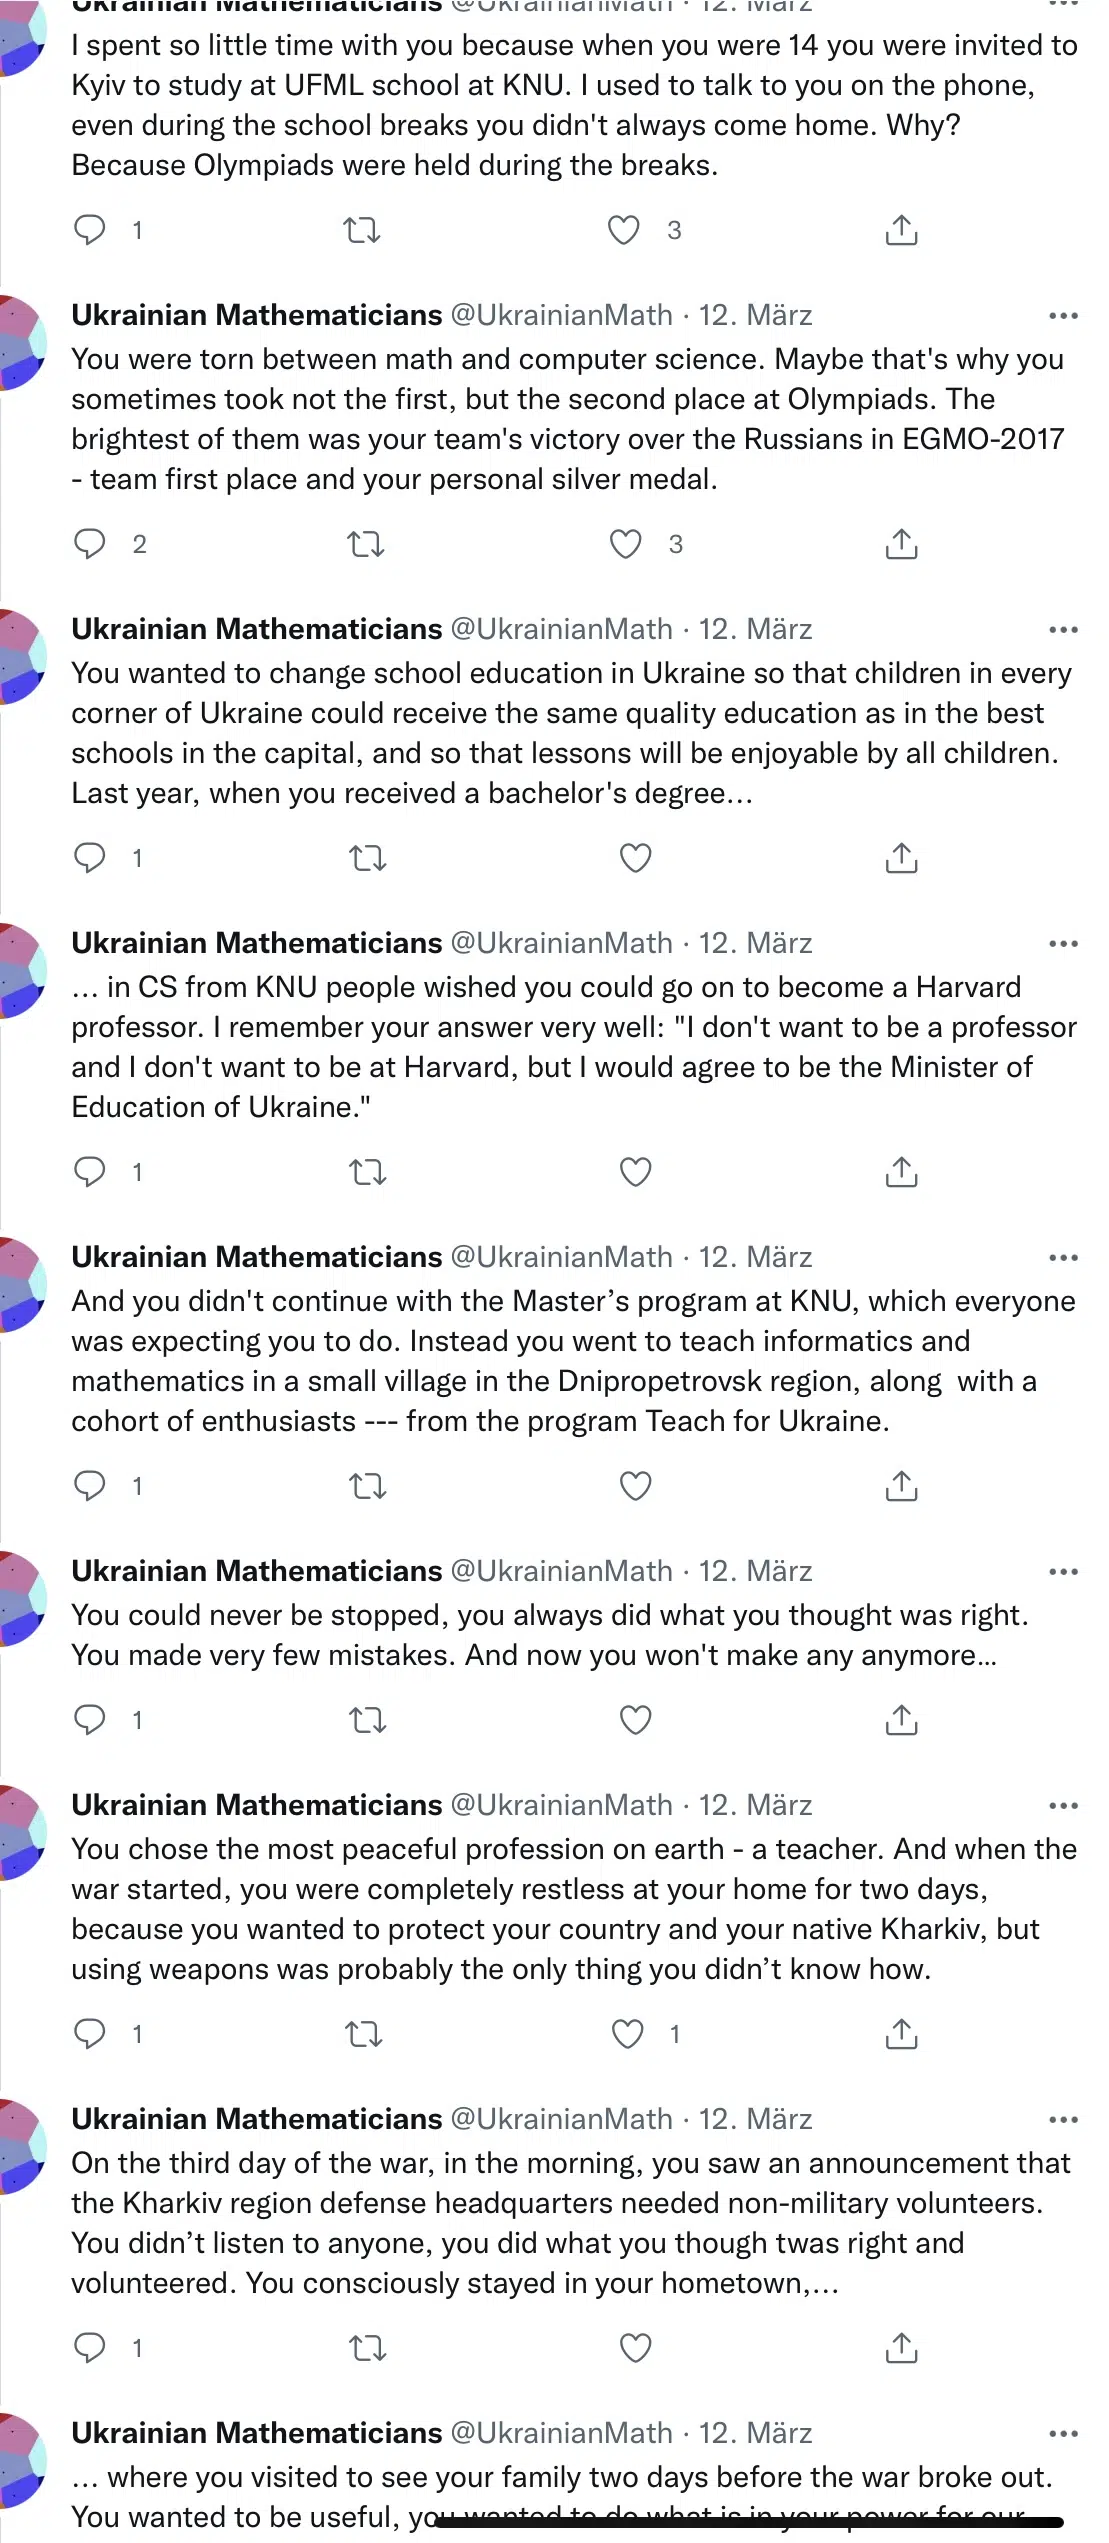 Ukrainian Mathematicians @UkrainianMath · 12. März
I spent so little time with you because when you were 14 you were invited to
Kyiv to study at UFML school at KNU. I used to talk to you on the phone,
even during the school breaks you didn't always come home. Why?
Because Olympiads were held during the breaks.
1 3
Ukrainian Mathematicians @UkrainianMath · 12. März
You were torn between math and computer science. Maybe that's why you
sometimes took not the first, but the second place at Olympiads. The
brightest of them was your team's victory over the Russians in EGMO-2017
- team first place and your personal silver medal.
2 3
Ukrainian Mathematicians @UkrainianMath · 12. März
You wanted to change school education in Ukraine so that children in every
corner of Ukraine could receive the same quality education as in the best
schools in the capital, and so that lessons will be enjoyable by all children.
Last year, when you received a bachelor's degree…
1
Ukrainian Mathematicians @UkrainianMath · 12. März
… in CS from KNU people wished you could go on to become a Harvard
professor. I remember your answer very well: "I don't want to be a professor
and I don't want to be at Harvard, but I would agree to be the Minister of
Education of Ukraine."
1
Ukrainian Mathematicians @UkrainianMath · 12. März
And you didn't continue with the Master’s program at KNU, which everyone
was expecting you to do. Instead you went to teach informatics and
mathematics in a small village in the Dnipropetrovsk region, along  with a
cohort of enthusiasts --- from the program Teach for Ukraine.
1
Ukrainian Mathematicians @UkrainianMath · 12. März
You could never be stopped, you always did what you thought was right.
You made very few mistakes. And now you won't make any anymore...
1
Ukrainian Mathematicians @UkrainianMath · 12. März
You chose the most peaceful profession on earth - a teacher. And when the
war started, you were completely restless at your home for two days,
because you wanted to protect your country and your native Kharkiv, but
using weapons was probably the only thing you didn’t know how.
1 1
Ukrainian Mathematicians @UkrainianMath · 12. März
On the third day of the war, in the morning, you saw an announcement that
the Kharkiv region defense headquarters needed non-military volunteers.
You didn’t listen to anyone, you did what you though twas right and
volunteered. You consciously stayed in your hometown,…
1
Ukrainian Mathematicians @UkrainianMath · 12. März
… where you visited to see your family two days before the war broke out.
You wanted to be useful, you wanted to do what is in your power for our